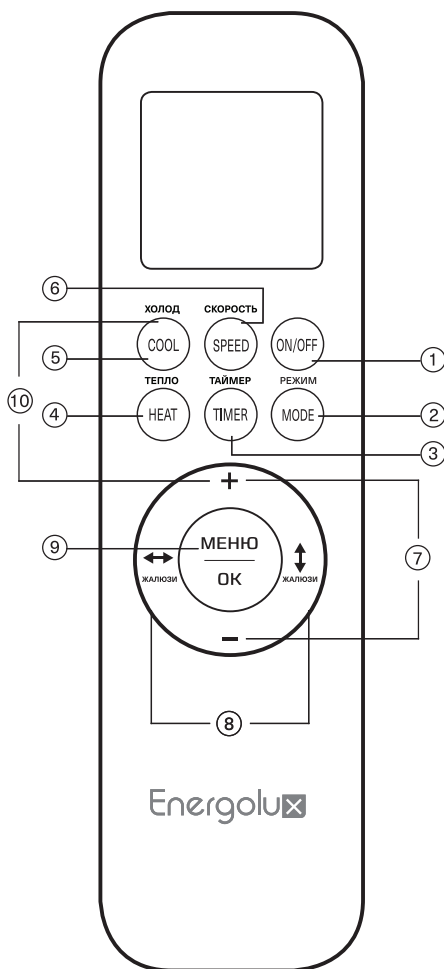 6
ХОЛОД СКОРОСТЬ
COOL SPEED ON/OFF
5 1
ТЕПЛО ТАЙМЕР РЕЖИМ
10
4 HEAT TIMER MODE 2
3
+
9 МЕНЮ 7
ЖАЛЮЗИ OK ЖАЛЮЗИ
−
8
Energolux